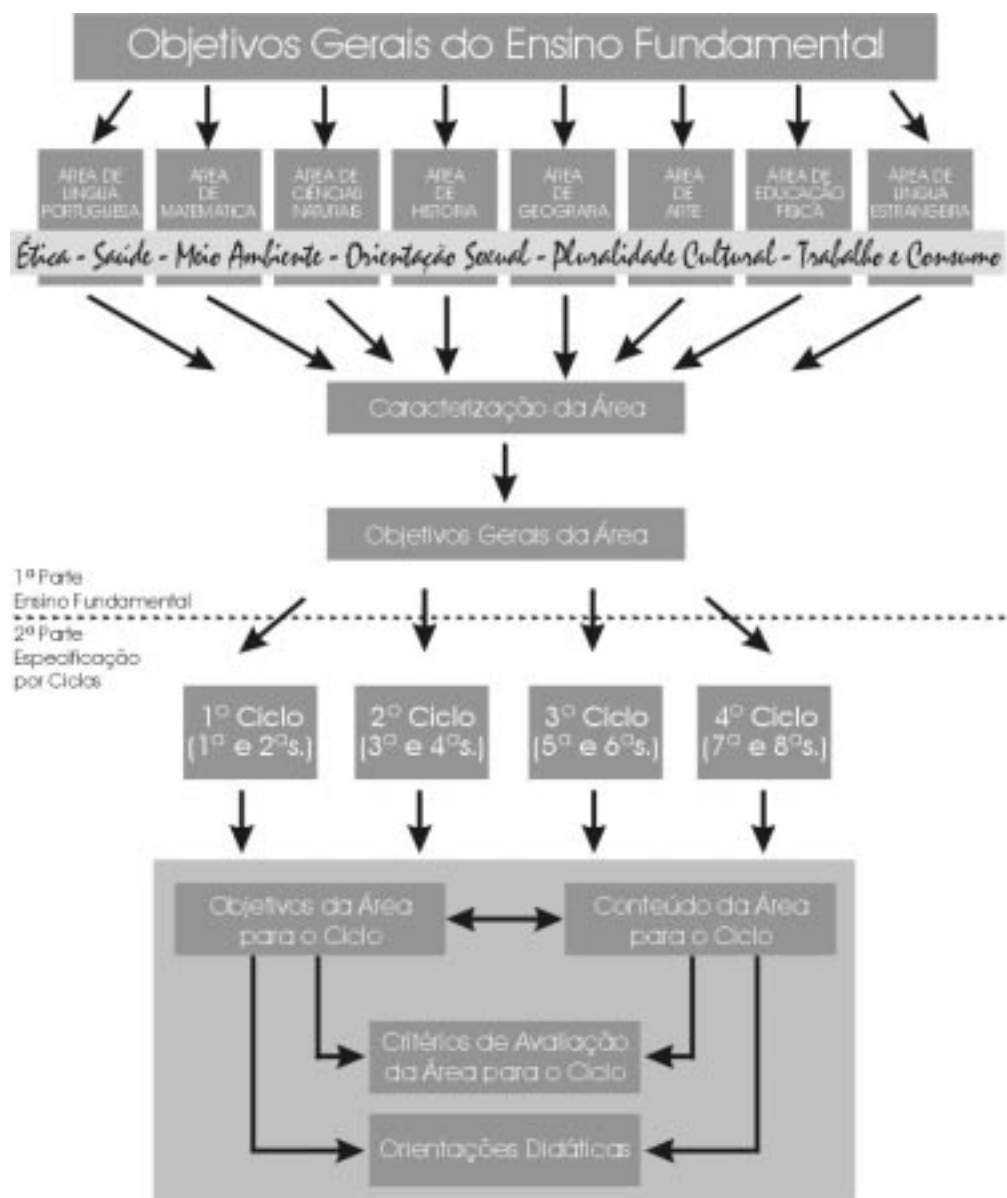 Objetivos Gerais do Ensino Fundamental
ÁREA DE
LÍNGUA
PORTUGUESA
ÁREA
DE
MATEMÁTICA
ÁREA DE
CIÊNCIAS
NATURAIS
ÁREA
DE
HISTÓRIA
ÁREA
DE
GEOGRAFIA
ÁREA
DE
ARTE
ÁREA DE
EDUCAÇÃO
FÍSICA
ÁREA DE
LÍNGUA
ESTRANGEIRA
Ética - Saúde - Meio Ambiente - Orientação Sexual - Pluralidade Cultural - Trabalho e Consumo
Caracterização da Área
Objetivos Gerais da Área
1ª Parte
Ensino Fundamental
2ª Parte
Especificação
por Ciclos
1º Ciclo
(1ª e 2ªs.)
2º Ciclo
(3ª e 4ªs.)
3º Ciclo
(5ª e 6ªs.)
4º Ciclo
(7ª e 8ªs.)
Objetivos da Área
para o Ciclo
Conteúdo da Área
para o Ciclo
Critérios de Avaliação
da Área para o Ciclo
Orientações Didáticas